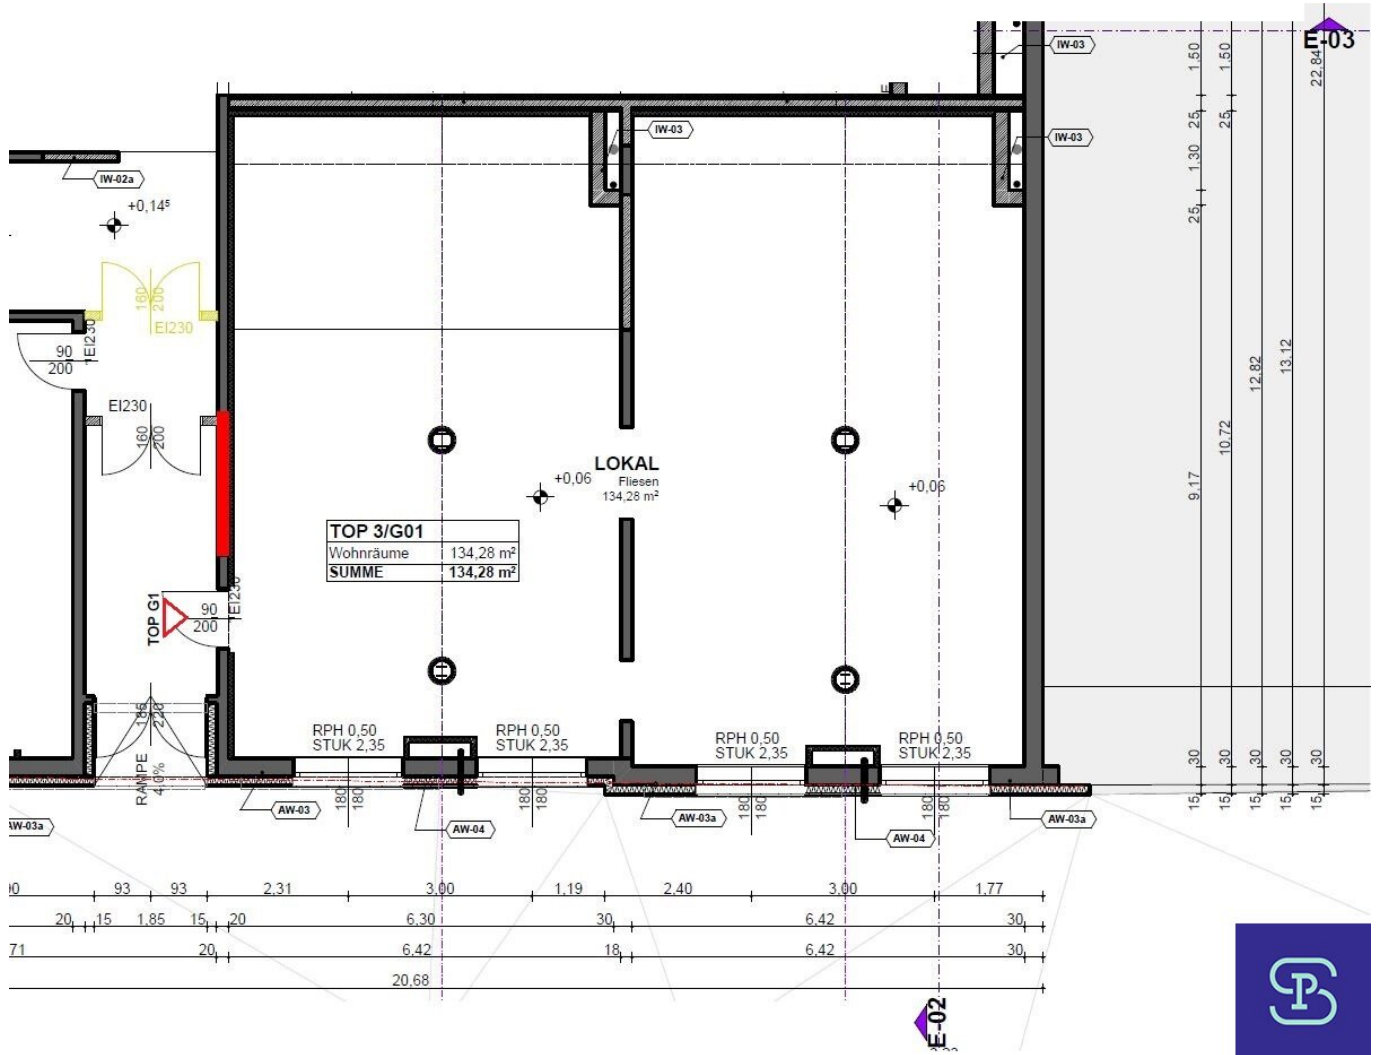 E-03
IW-03
IW-03
IW-03
IW-02a
+0,14⁵
160
200
EI230
90
200
EI230
EI230
160
200
LOKAL
Fliesen
134,28 m²
+0,06
+0,06
TOP 3/G01
Wohnräume 134,28 m²
SUMME 134,28 m²
TOP G1
90
200
EI230
RPH 0,50
STUK 2,35
RPH 0,50
STUK 2,35
RPH 0,50
STUK 2,35
RPH 0,50
STUK 2,35
RAMPE
180
180
180
180
180
180
180
180
AW-03
AW-04
AW-03a
AW-04
AW-03a
AW-03a
1.50
25
1.30
25
9.17
30
15
1.50
25
10.72
30
15
12.82
30
15
13.12
30
15
22,84
30
15
93 93 2,31 3,00 1,19 2,40 3,00 1,77
20 15 1,85 15 20 6,30 30 6,42 30
71 20 6,42 18 6,42 30
20,68
E-02